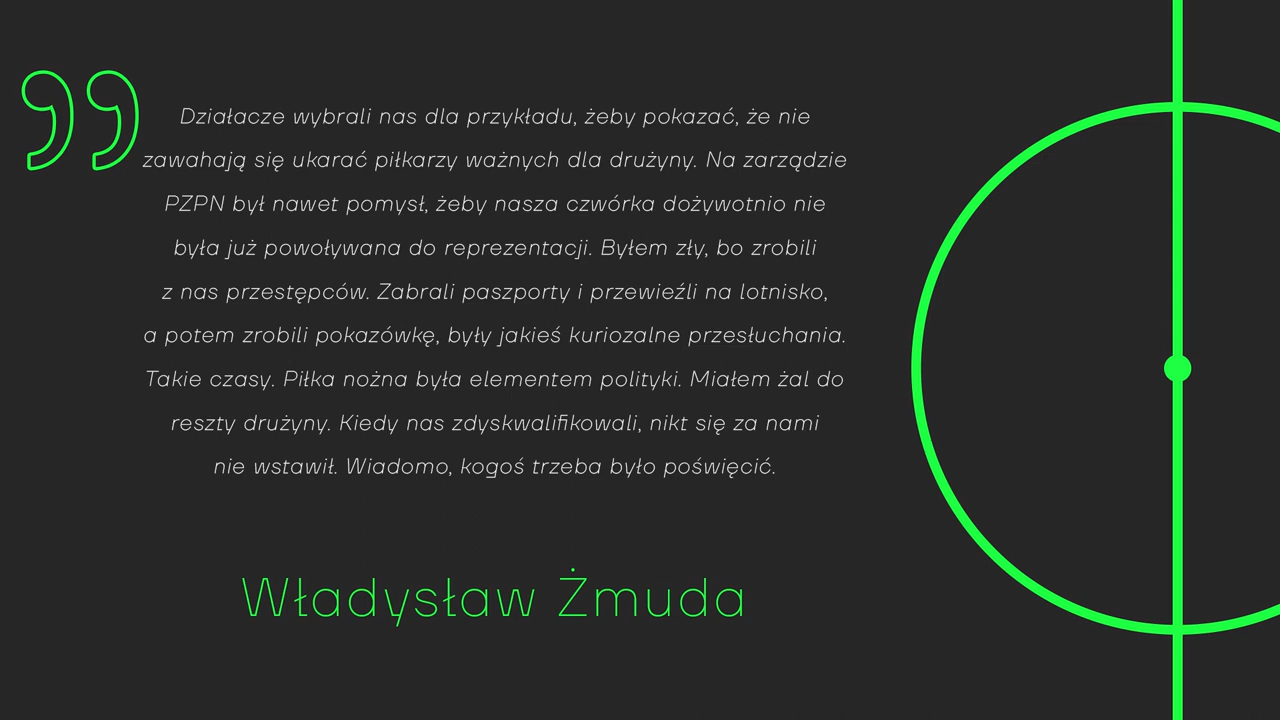 ”
Działacze wybrali nas dla przykładu, żeby pokazać, że nie
zawahają się ukarać piłkarzy ważnych dla drużyny. Na zarządzie
PZPN był nawet pomysł, żeby nasza czwórka dożywotnio nie
była już powoływana do reprezentacji. Byłem zły, bo zrobili
z nas przestępców. Zabrali paszporty i przewieźli na lotnisko,
a potem zrobili pokazówkę, były jakieś kuriozalne przesłuchania.
Takie czasy. Piłka nożna była elementem polityki. Miałem żal do
reszty drużyny. Kiedy nas zdyskwalifikowali, nikt się za nami
nie wstawił. Wiadomo, kogoś trzeba było poświęcić.
Władysław Żmuda